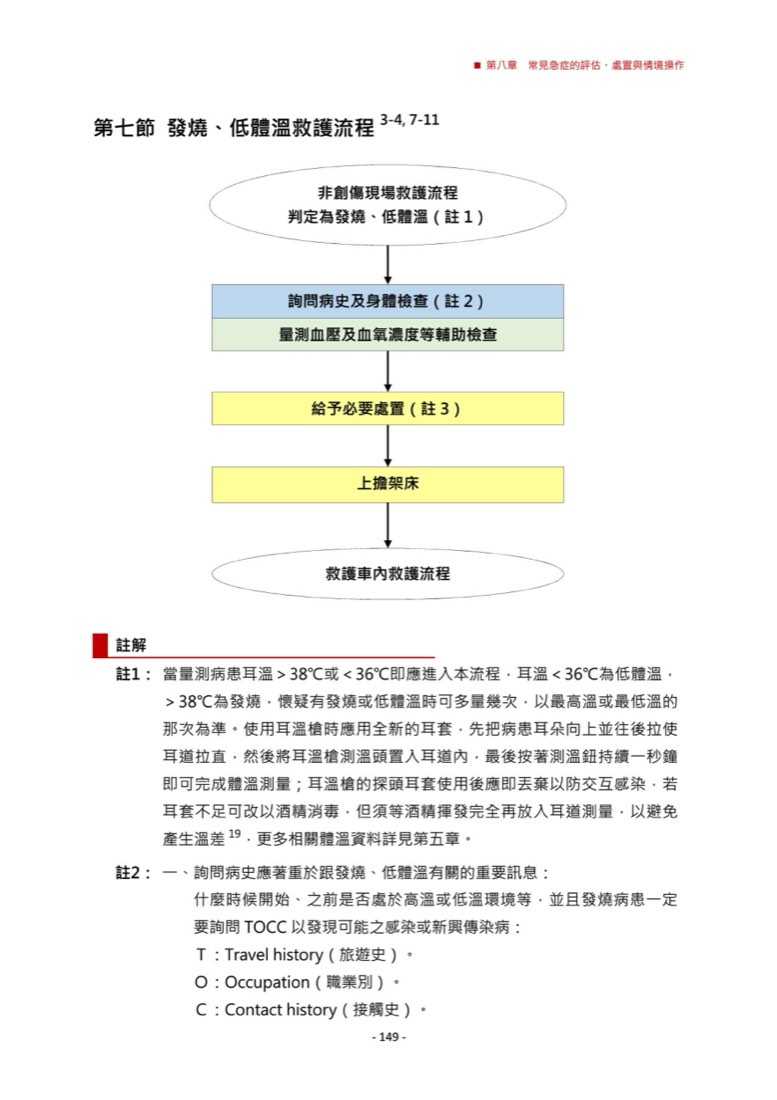 ■ 第八章 常見急症的評估、處置與情境操作
第七節 發燒、低體溫救護流程 3-4, 7-11
非創傷現場救護流程
判定為發燒、低體溫（註 1）
詢問病史及身體檢查（註 2）
量測血壓及血氧濃度等輔助檢查
給予必要處置（註 3）
上擔架床
救護車內救護流程
註解
註1： 當量測病患耳溫＞38℃或＜36℃即應進入本流程，耳溫＜36℃為低體溫，
＞38℃為發燒，懷疑有發燒或低體溫時可多量幾次，以最高溫或最低溫的
那次為準。使用耳溫槍時應用全新的耳套，先把病患耳朵向上並往後拉使
耳道拉直，然後將耳溫槍測溫頭置入耳道內，最後按著測溫鈕持續一秒鐘
即可完成體溫測量；耳溫槍的探頭耳套使用後應即丟棄以防交互感染，若
耳套不足可改以酒精消毒，但須等酒精揮發完全再放入耳道測量，以避免
產生溫差 19，更多相關體溫資料詳見第五章。
註2： 一、詢問病史應著重於跟發燒、低體溫有關的重要訊息：
什麼時候開始、之前是否處於高溫或低溫環境等，並且發燒病患一定
要詢問 TOCC 以發現可能之感染或新興傳染病：
T ：Travel history（旅遊史）。
O ：Occupation（職業別）。
C ：Contact history（接觸史）。
- 149 -